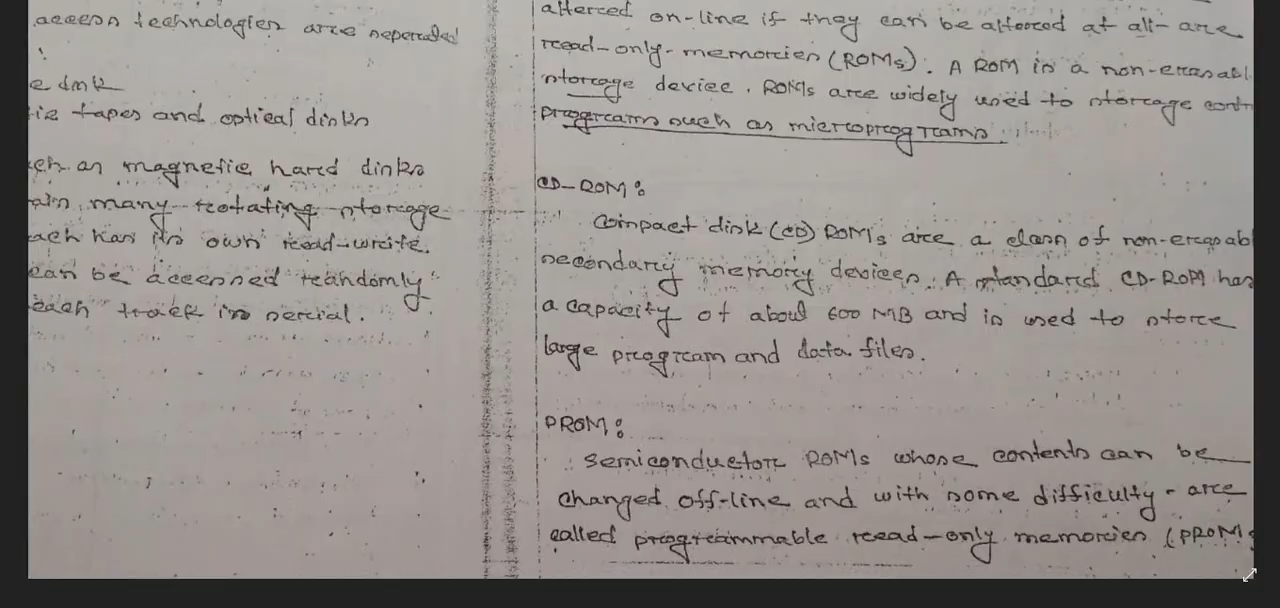 access technologies are seperated
:
e disk
tic tapes and optical disks
ch as magnetic hard disks
ain many rotating storage
each has its own read-write.
can be accessed randomly
each track is serial.
altered on-line if they can be altered at all- are
read-only-memories (ROMs). A ROM is a non-erasabl
storage device. ROMs are widely used to storage contr
programs such as microprograms.
CD-ROM:
Compact disk (CD) ROMs are a class of non-erasabl
secondary memory devices. A standard CD-ROM has
a capacity of about 600 MB and is used to store
large program and data files.
PROM:
Semiconductor ROMs whose contents can be
changed off-line and with some difficulty - are
called programmable read-only memories (PROMs